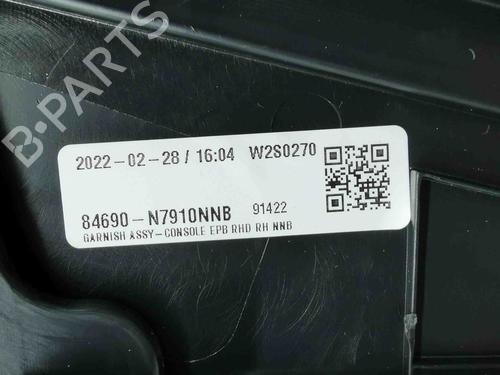 B-PARTS
2022-02-28 / 16:04 W2S0270
84690-N7910NNB 91422
GARNISH ASSY-CONSOLE EPB RHD RH NNB